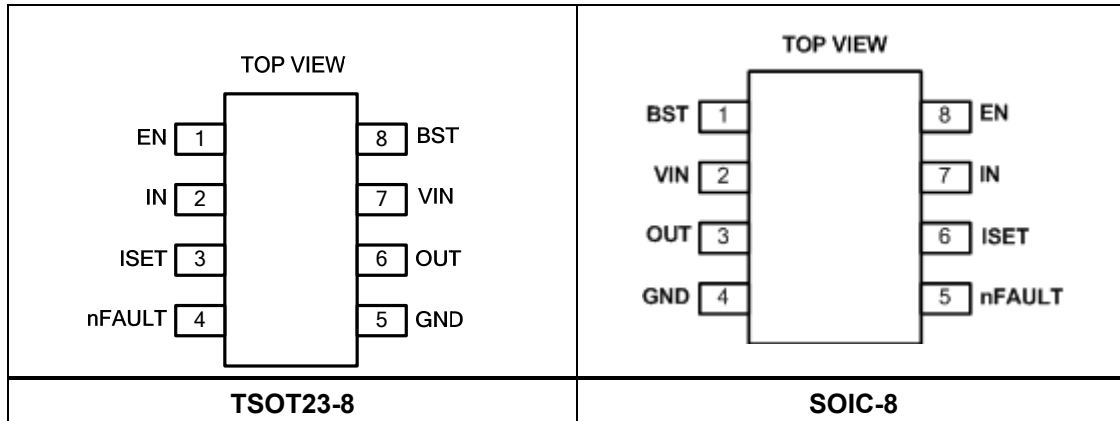 TOP VIEW
EN 1 8 BST
IN 2 7 VIN
ISET 3 6 OUT
nFAULT 4 5 GND
TSOT23-8
TOP VIEW
BST 1 8 EN
VIN 2 7 IN
OUT 3 6 ISET
GND 4 5 nFAULT
SOIC-8